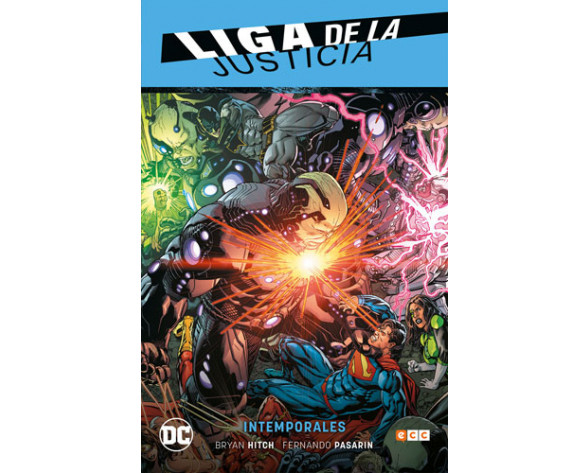 LIGA DE LA
JUSTICIA
INTEMPORALES
BRYAN HITCH FERNANDO PASARIN
DC
ecc